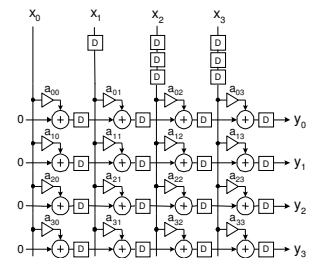 x0 x1 x2 x3
D D D
D D
D D
a00 a01 a02 a03
0 + D + D + D + D y0
a10 a11 a12 a13
0 + D + D + D + D y1
a20 a21 a22 a23
0 + D + D + D + D y2
a30 a31 a32 a33
0 + D + D + D + D y3